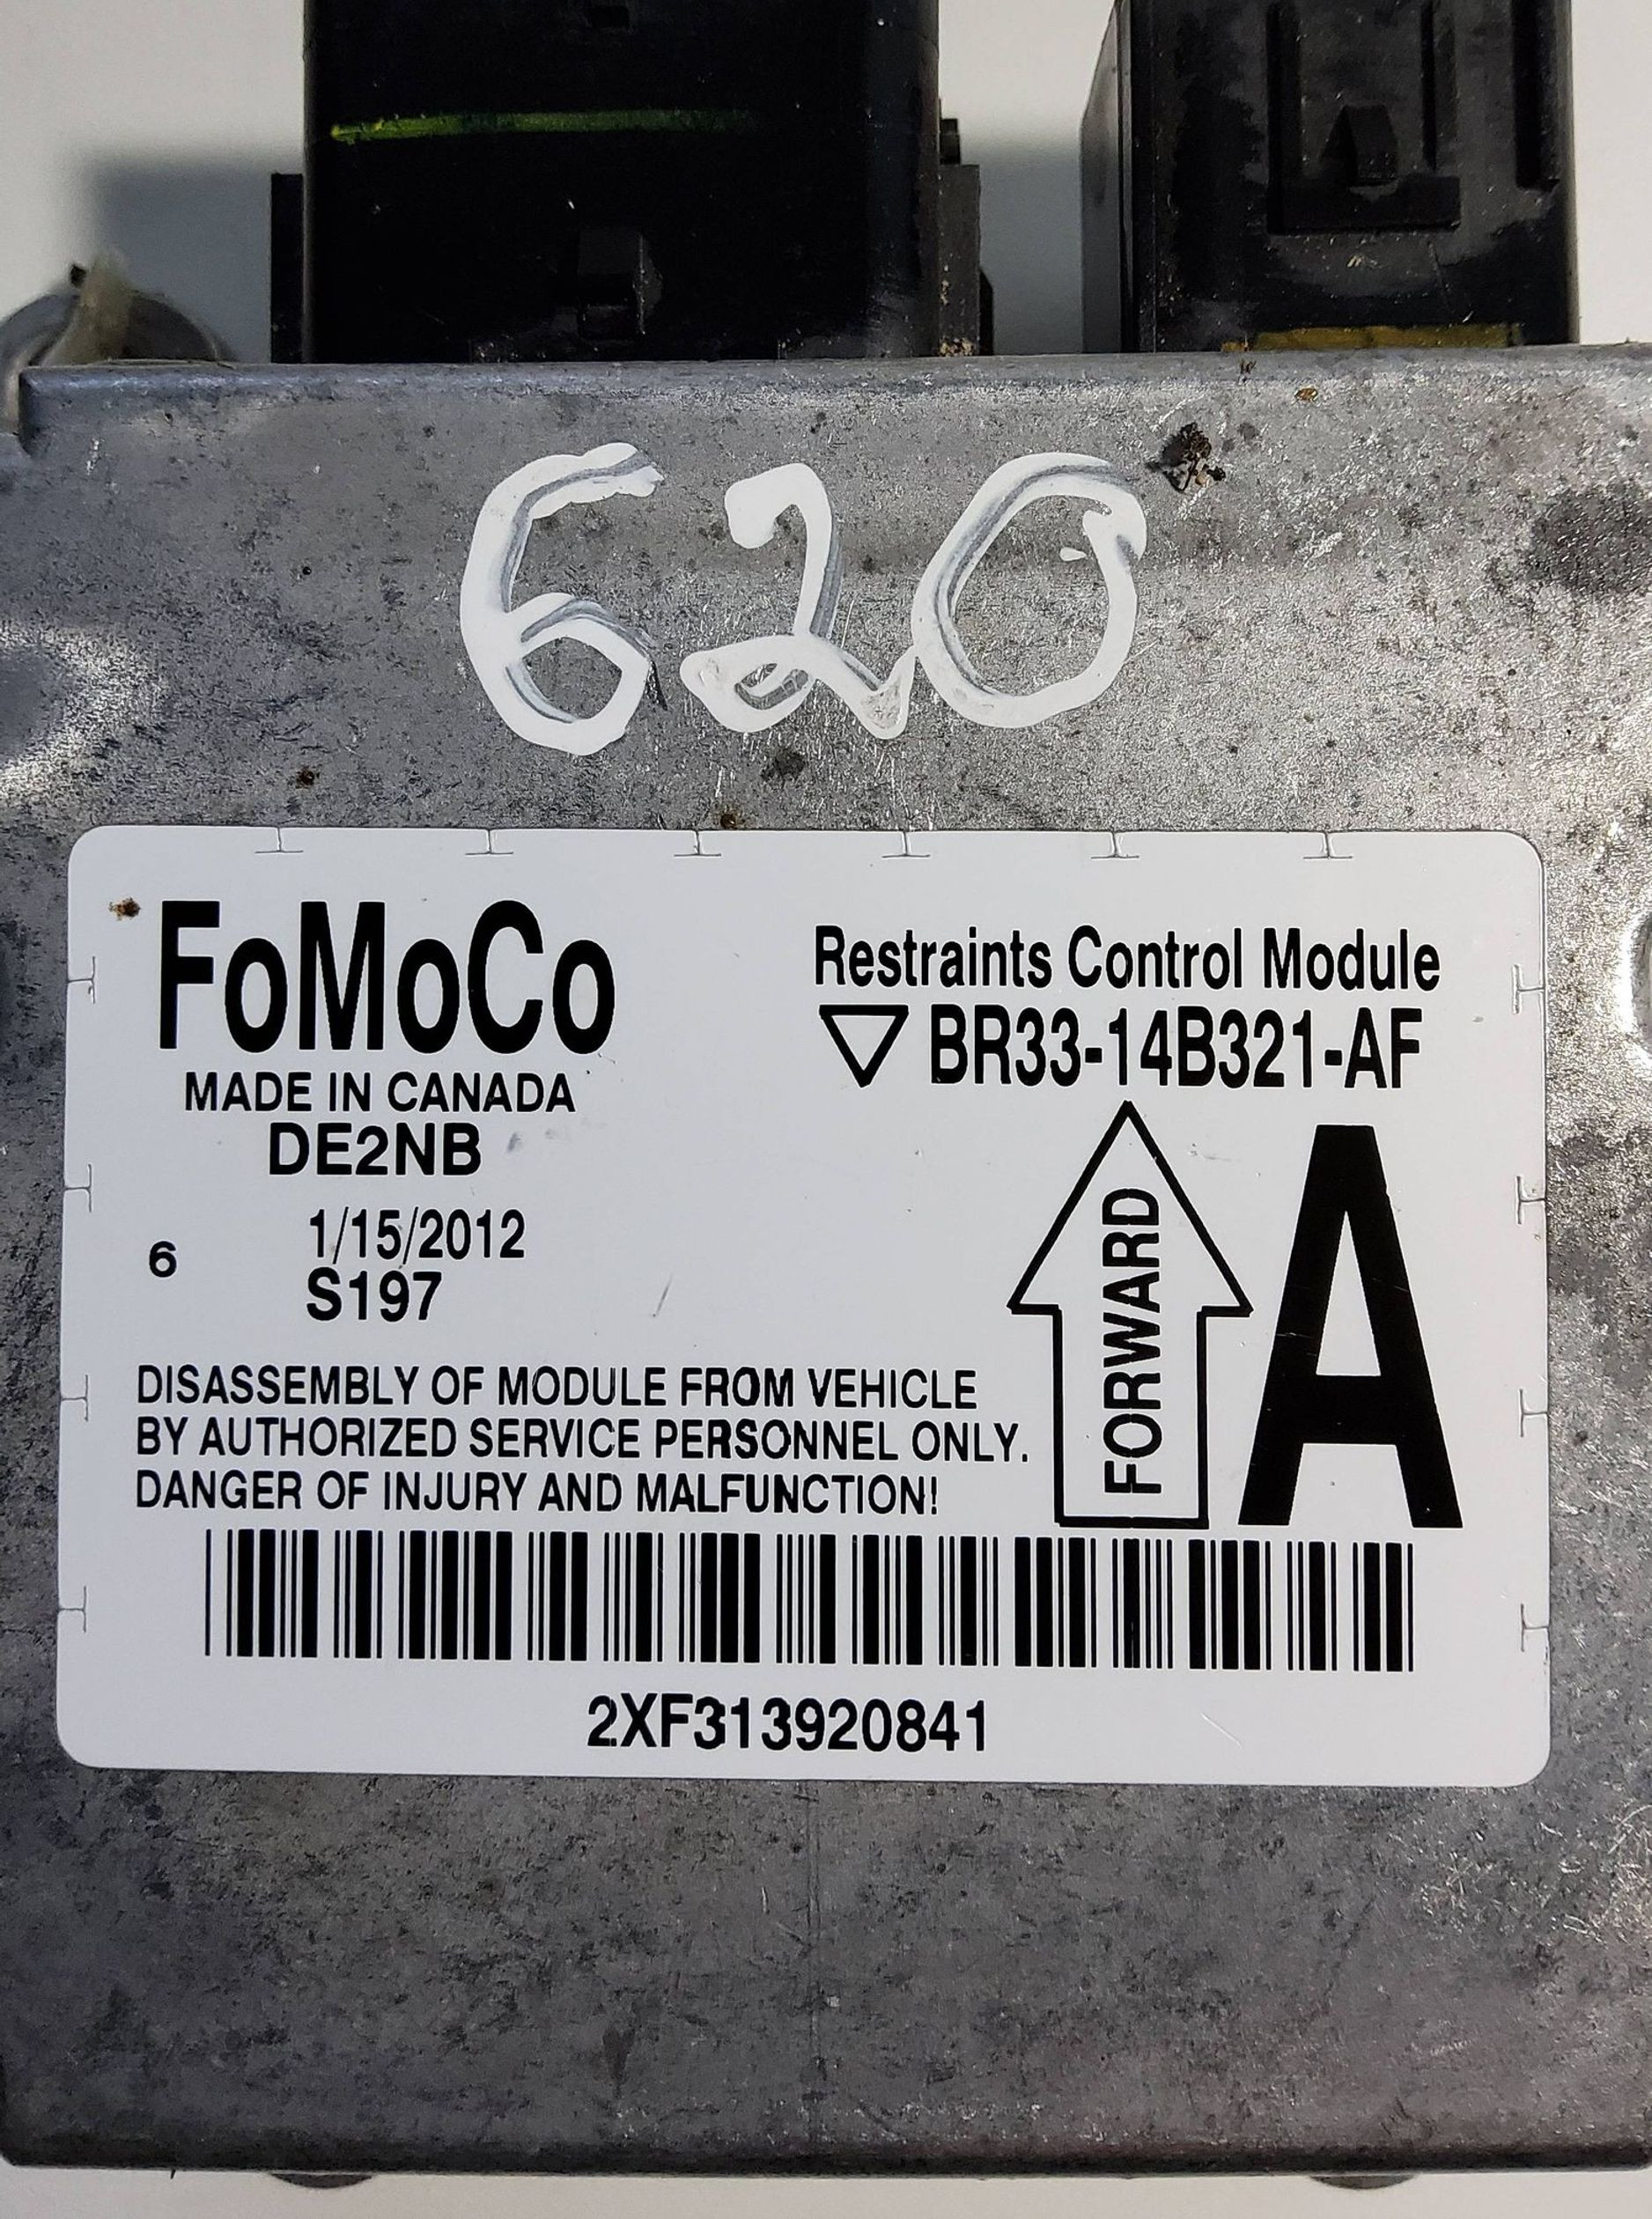 620
FoMoCo
MADE IN CANADA
DE2NB
Restraints Control Module
BR33-14B321-AF
6
1/15/2012
S197
FORWARD
A
DISASSEMBLY OF MODULE FROM VEHICLE
BY AUTHORIZED SERVICE PERSONNEL ONLY.
DANGER OF INJURY AND MALFUNCTION!
2XF313920841